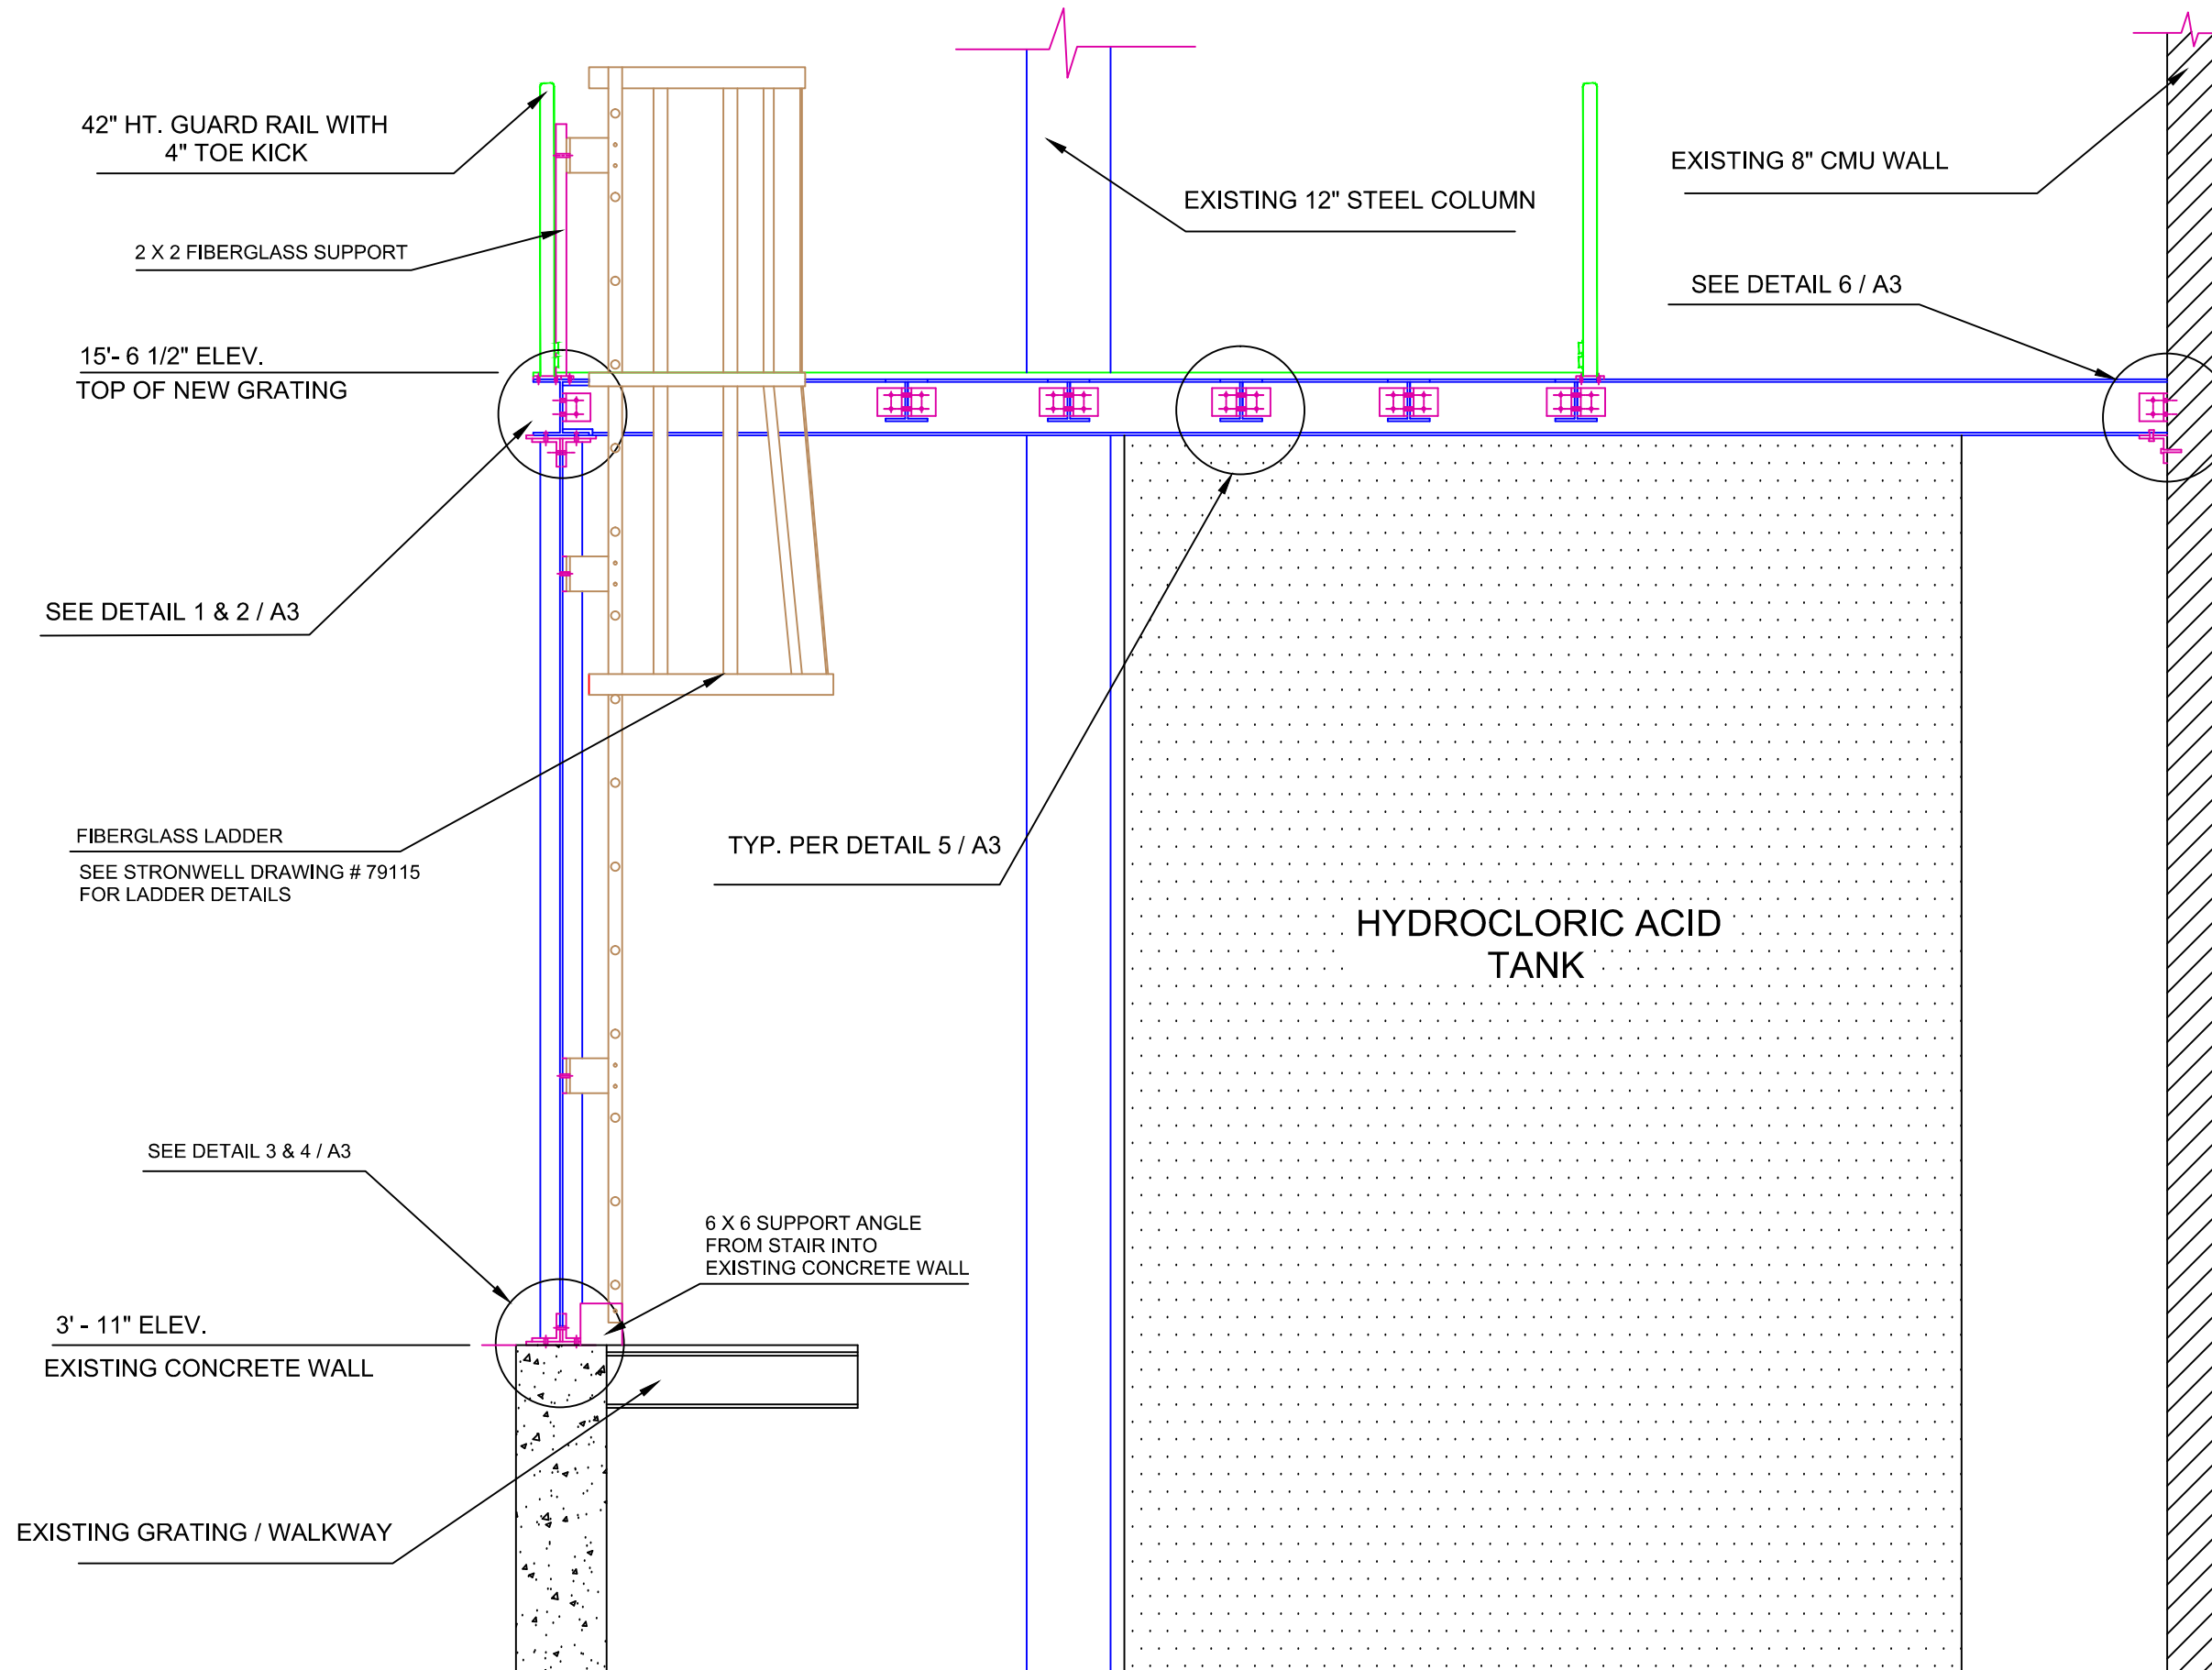 42" HT. GUARD RAIL WITH
4" TOE KICK
2 X 2 FIBERGLASS SUPPORT
15'- 6 1/2" ELEV.
TOP OF NEW GRATING
SEE DETAIL 1 & 2 / A3
FIBERGLASS LADDER
SEE STRONWELL DRAWING # 79115
FOR LADDER DETAILS
SEE DETAIL 3 & 4 / A3
3' - 11" ELEV.
EXISTING CONCRETE WALL
EXISTING GRATING / WALKWAY
6 X 6 SUPPORT ANGLE
FROM STAIR INTO
EXISTING CONCRETE WALL
TYP. PER DETAIL 5 / A3
EXISTING 12" STEEL COLUMN
EXISTING 8" CMU WALL
SEE DETAIL 6 / A3
HYDROCLORIC ACID
TANK